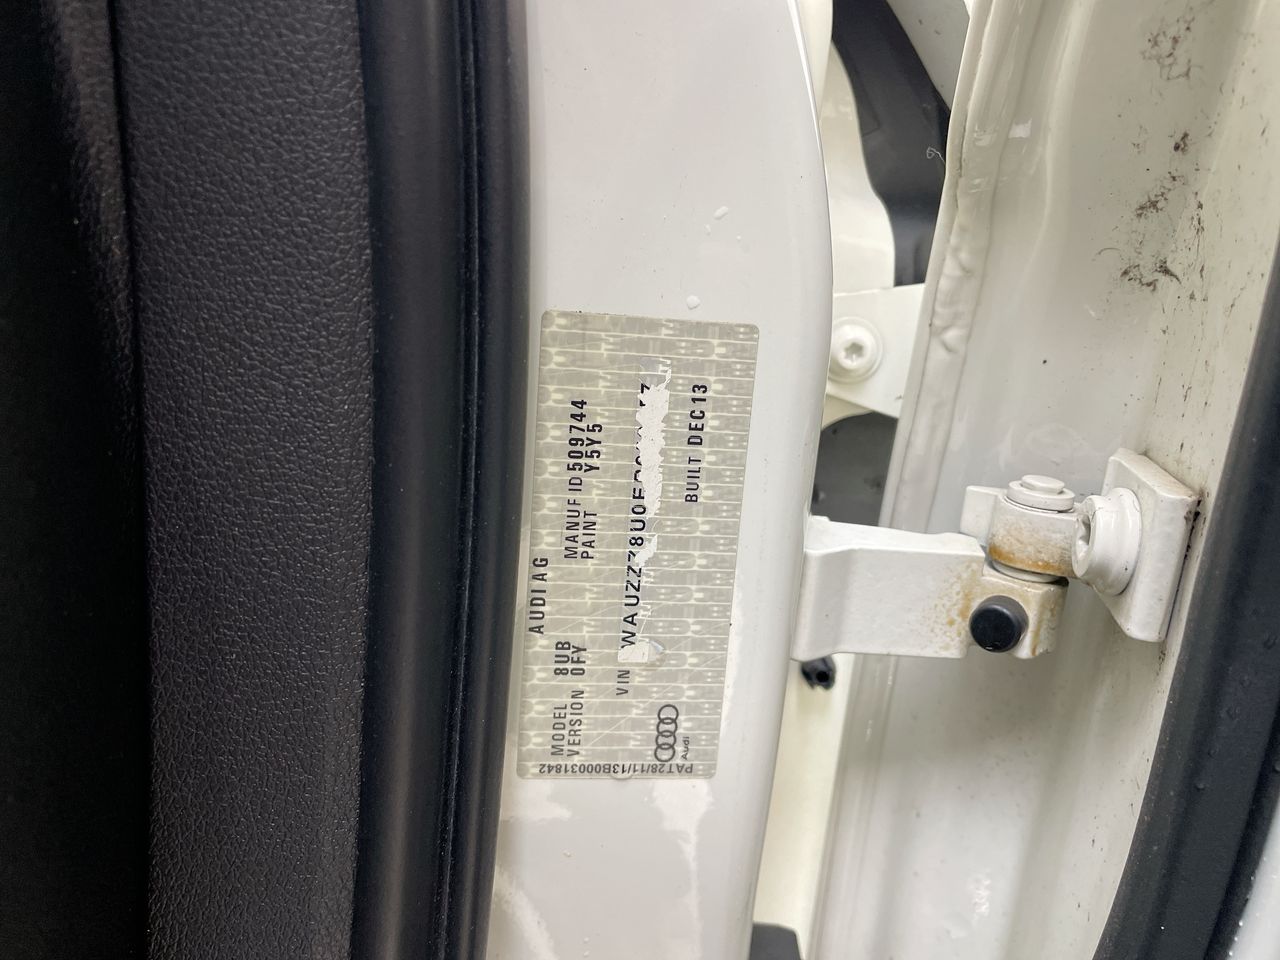 AUDI AG
MODEL 8UB MANUF ID 509744
VERSION 0FY PAINT Y5Y5
VIN
BUILT DEC13
Audi
PAT28/11/13B00031842